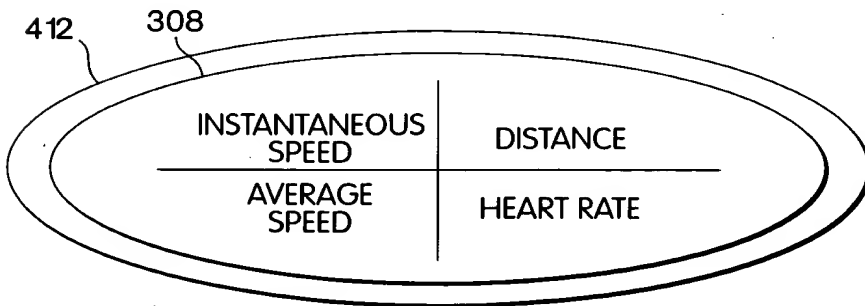 412
308
INSTANTANEOUS
SPEED
DISTANCE
AVERAGE
SPEED
HEART RATE